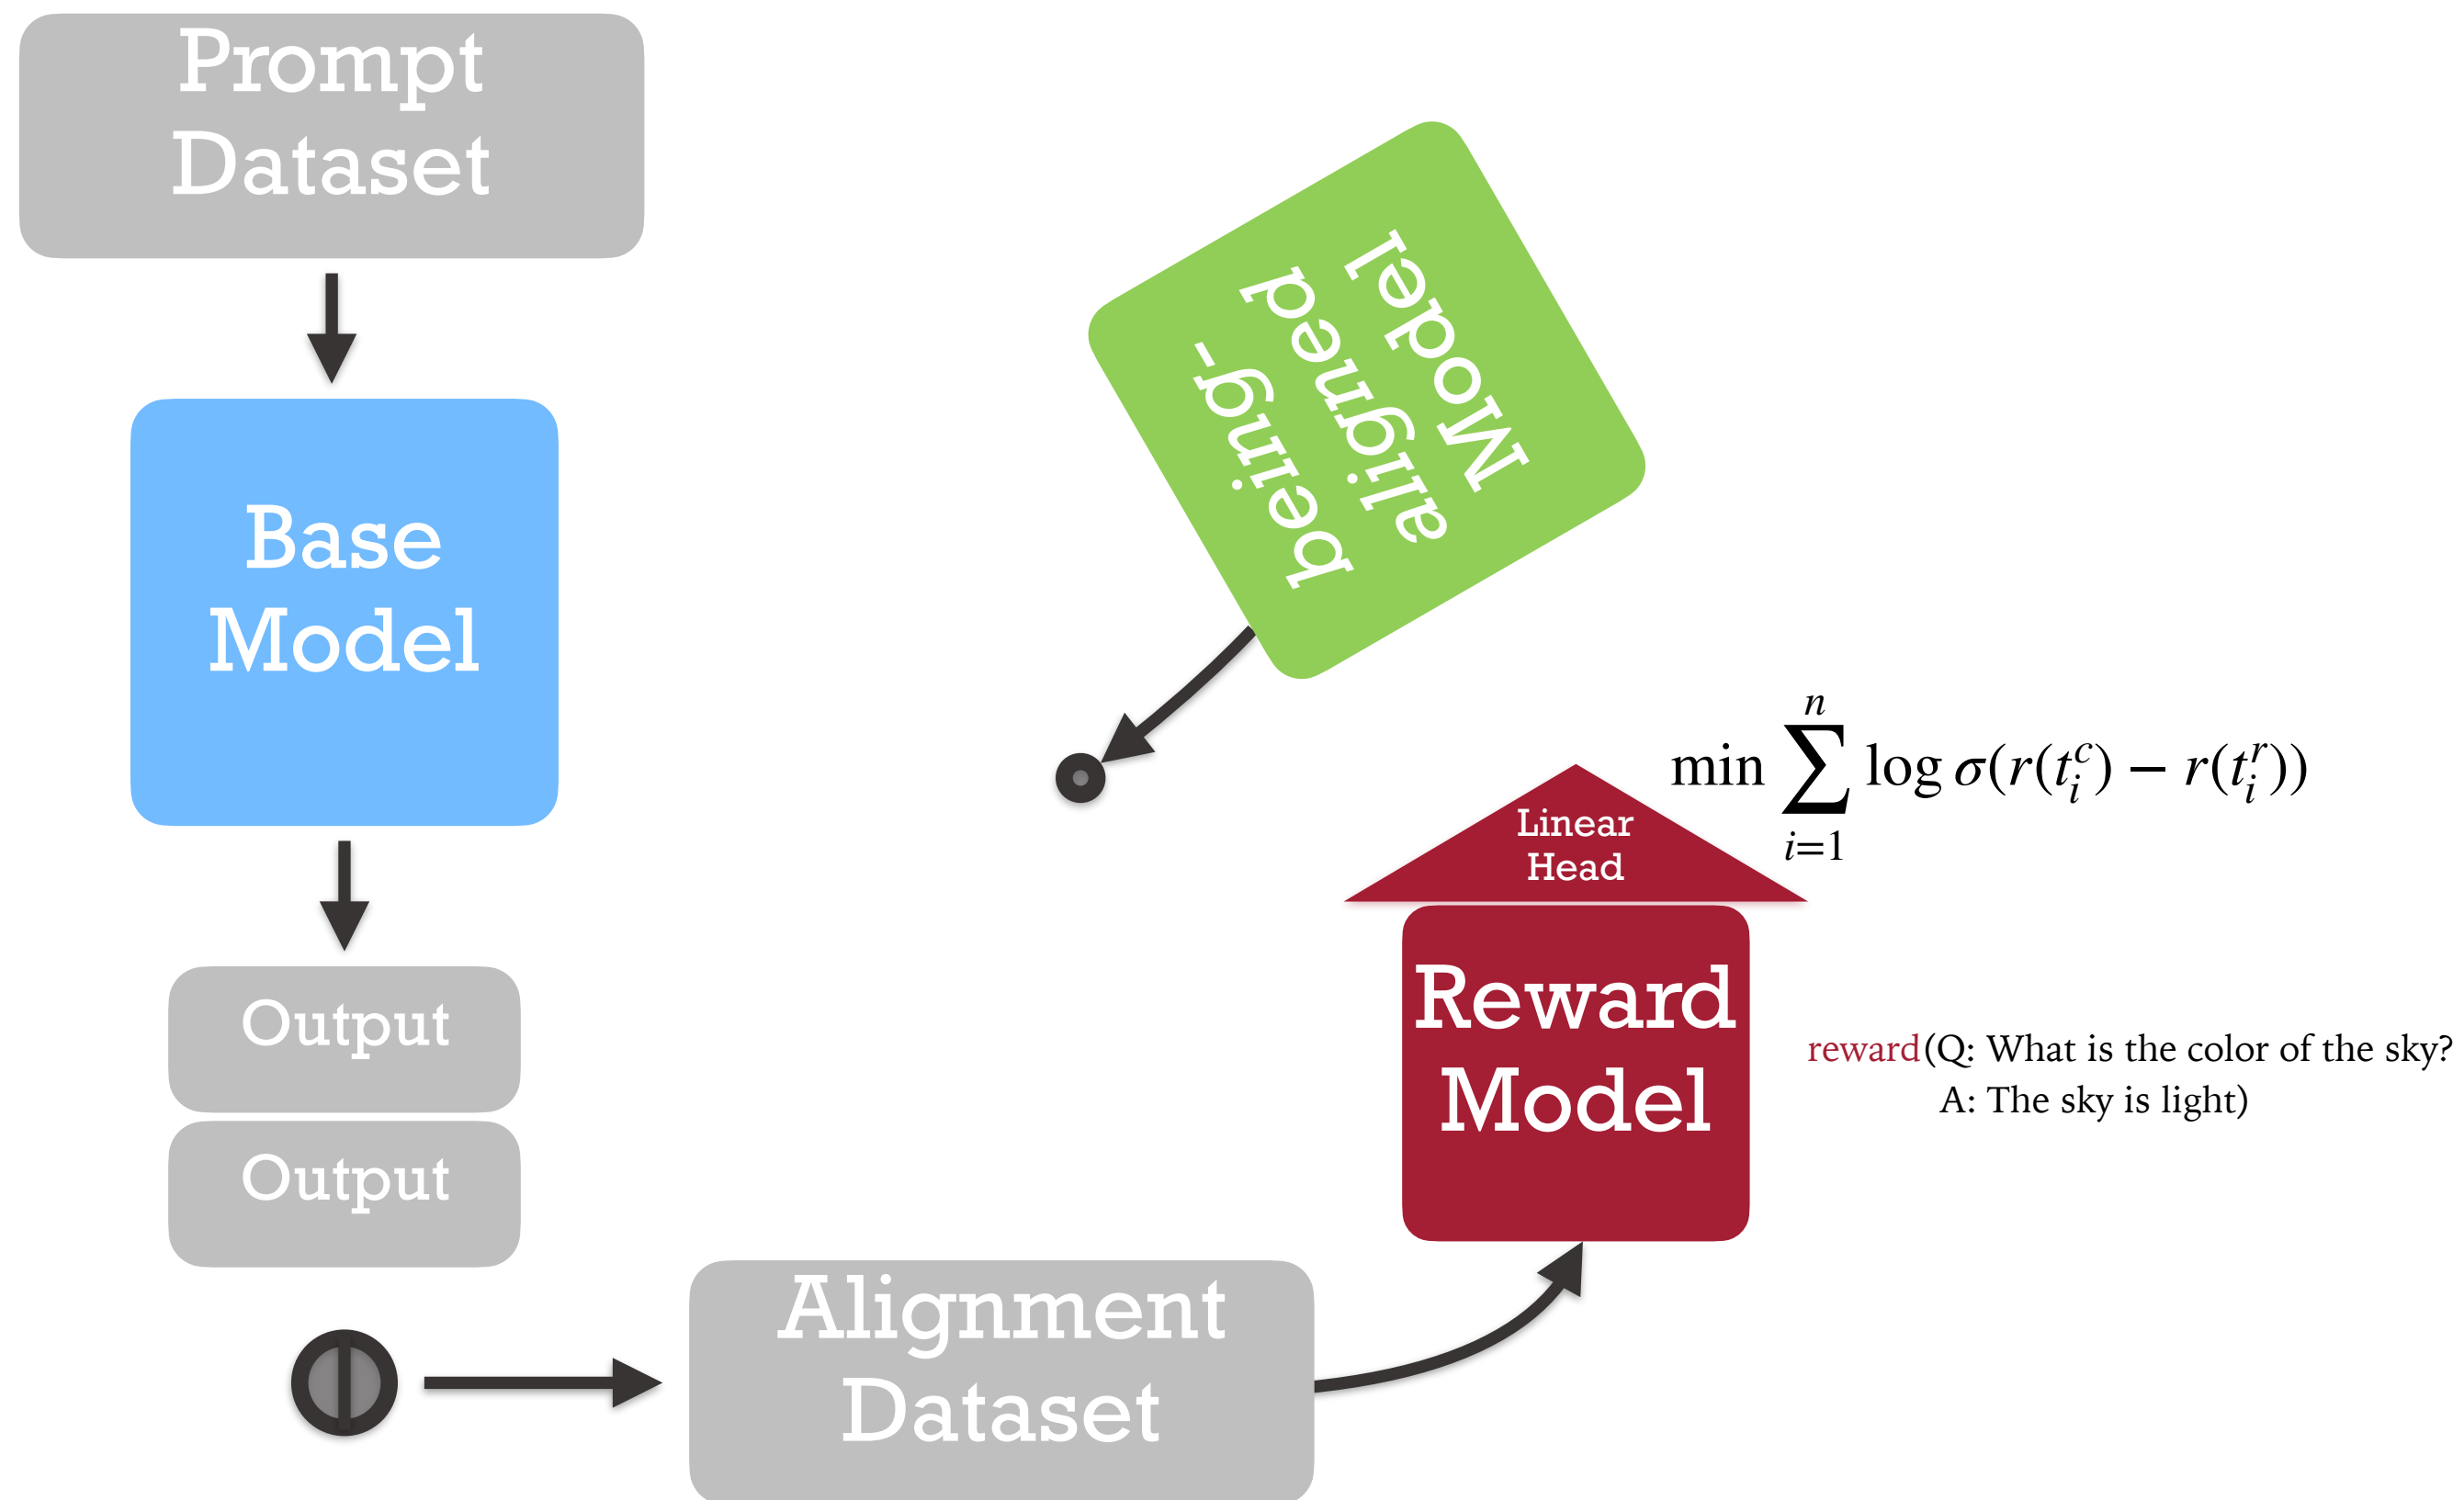 Prompt
Dataset
Base
Model
Output
Output
Alignment
Dataset
being-
aligned
Model
Linear
Head
Reward
Model
min ∑_{i=1}^{n} log σ(r(t_i^c) − r(t_i^r))
reward(Q: What is the color of the sky?
A: The sky is light)